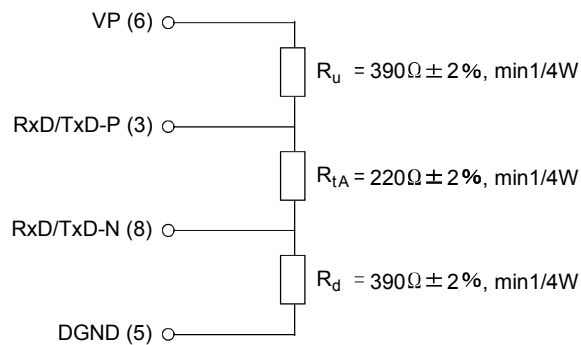 VP (6)
R_u = 390Ω ± 2%, min1/4W
RxD/TxD-P (3)
R_tA = 220Ω ± 2%, min1/4W
RxD/TxD-N (8)
R_d = 390Ω ± 2%, min1/4W
DGND (5)